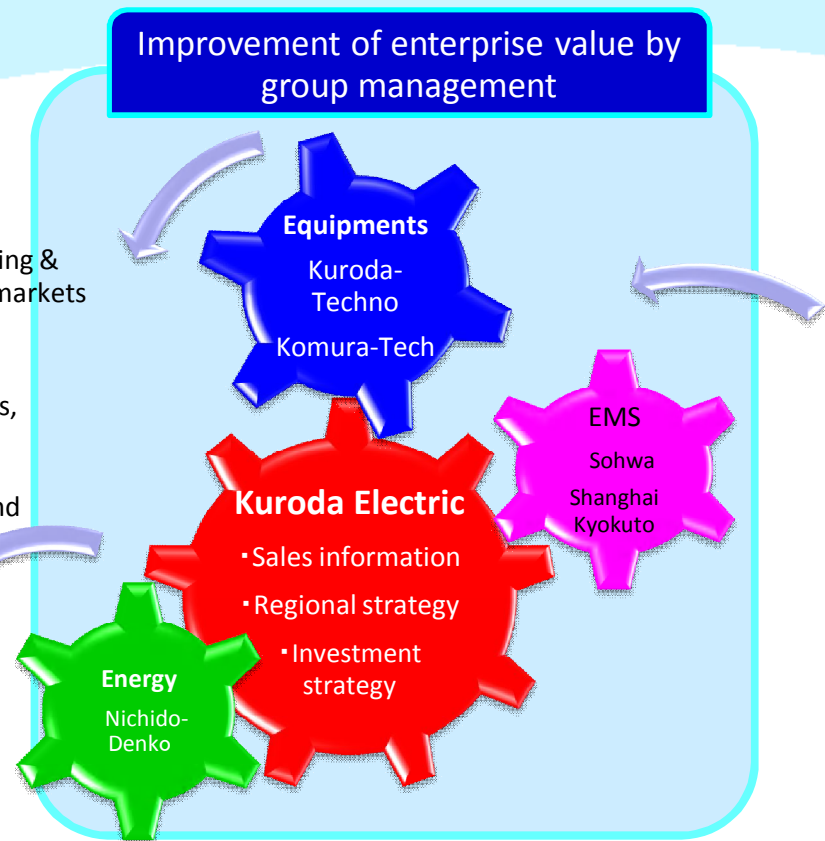 Improvement of enterprise value by
group management
Equipments
Kuroda-
Techno
Komura-Tech
ing &
markets
s,
nd
EMS
Sohwa
Shanghai
Kyokuto
Kuroda Electric
・Sales information
・Regional strategy
・Investment
strategy
Energy
Nichido-
Denko